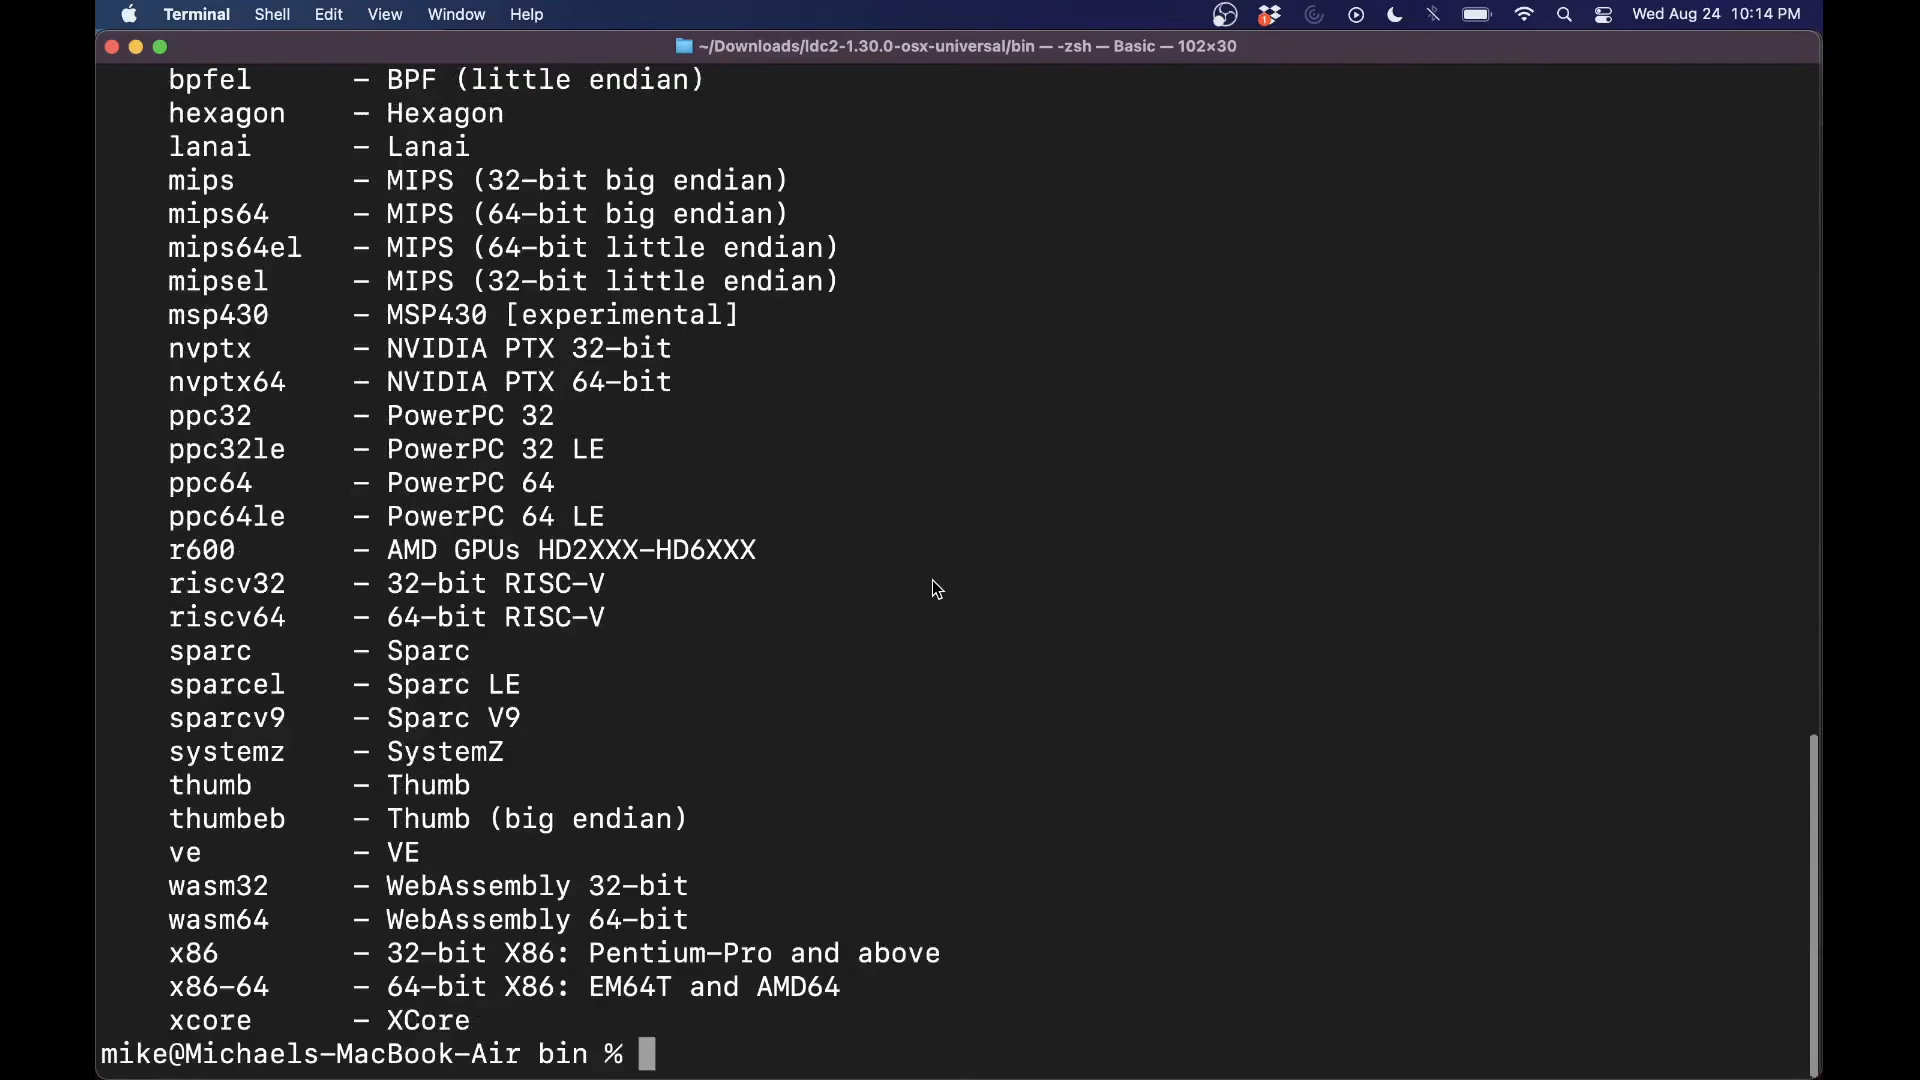 Terminal Shell Edit View Window Help 1 Wed Aug 24 10:14 PM
~/Downloads/ldc2-1.30.0-osx-universal/bin — -zsh — Basic — 102×30
bpfel - BPF (little endian)
hexagon - Hexagon
lanai - Lanai
mips - MIPS (32-bit big endian)
mips64 - MIPS (64-bit big endian)
mips64el - MIPS (64-bit little endian)
mipsel - MIPS (32-bit little endian)
msp430 - MSP430 [experimental]
nvptx - NVIDIA PTX 32-bit
nvptx64 - NVIDIA PTX 64-bit
ppc32 - PowerPC 32
ppc32le - PowerPC 32 LE
ppc64 - PowerPC 64
ppc64le - PowerPC 64 LE
r600 - AMD GPUs HD2XXX-HD6XXX
riscv32 - 32-bit RISC-V
riscv64 - 64-bit RISC-V
sparc - Sparc
sparcel - Sparc LE
sparcv9 - Sparc V9
systemz - SystemZ
thumb - Thumb
thumbeb - Thumb (big endian)
ve - VE
wasm32 - WebAssembly 32-bit
wasm64 - WebAssembly 64-bit
x86 - 32-bit X86: Pentium-Pro and above
x86-64 - 64-bit X86: EM64T and AMD64
xcore - XCore
mike@Michaels-MacBook-Air bin %